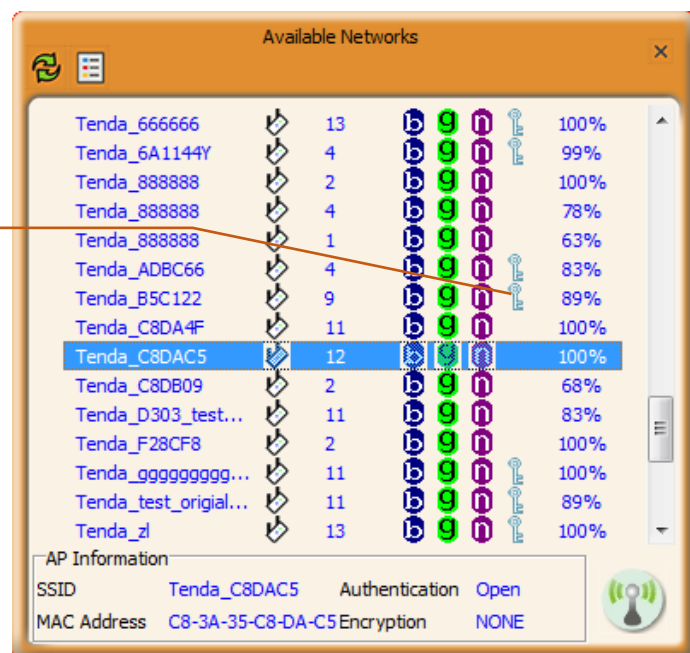 Available Networks
Tenda_666666 13 b g n 100%
Tenda_6A1144Y 4 b g n 99%
Tenda_888888 2 b g n 100%
Tenda_888888 4 b g n 78%
Tenda_888888 1 b g n 63%
Tenda_ADBC66 4 b g n 83%
Tenda_B5C122 9 b g n 89%
Tenda_C8DA4F 11 b g n 100%
Tenda_C8DAC5 12 b g n 100%
Tenda_C8DB09 2 b g n 68%
Tenda_D303_test... 11 b g n 83%
Tenda_F28CF8 2 b g n 100%
Tenda_ggggggggg... 11 b g n 100%
Tenda_test_origial... 11 b g n 89%
Tenda_zl 13 b g n 100%
AP Information
SSID Tenda_C8DAC5 Authentication Open
MAC Address C8-3A-35-C8-DA-C5 Encryption NONE